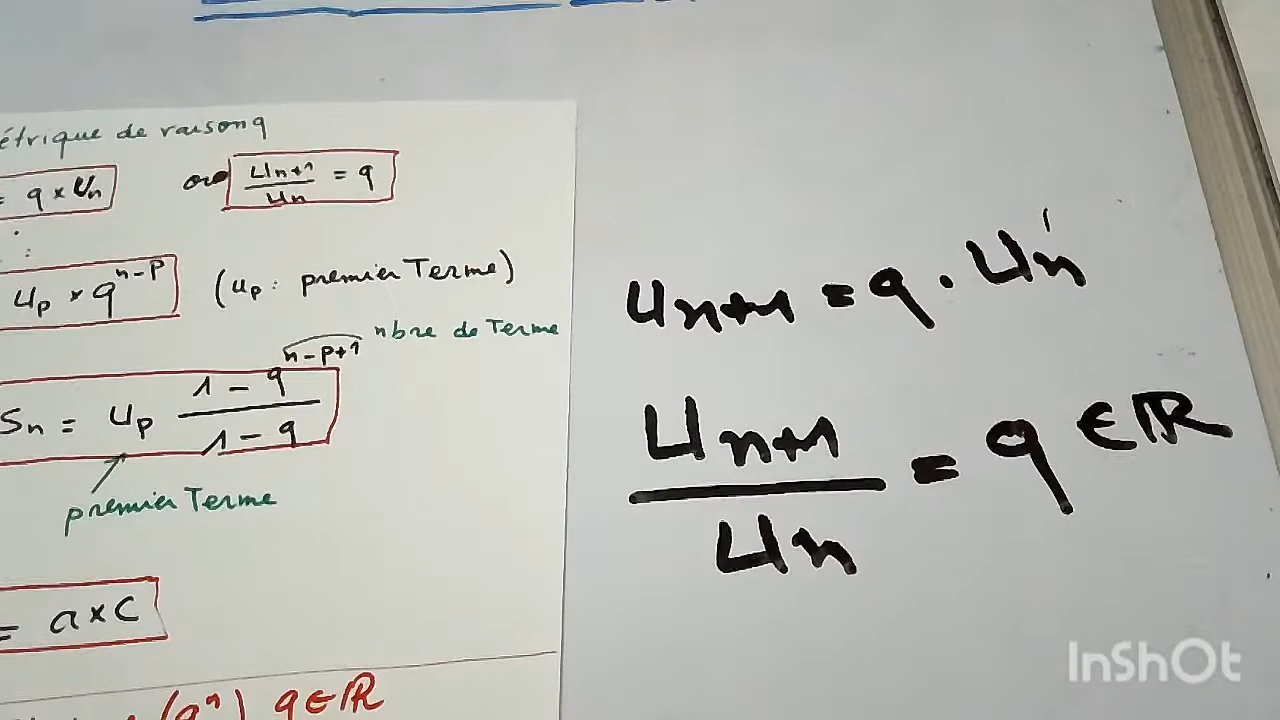 étrique de raison q
= q × Un ou Un+1/Un = q
Up × q^(n-p) (Up : premier Terme)
n-p+1 nbre de Terme
Sn = Up (1 - q)/(1 - q)
premier Terme
= a × c
(q^n) q ∈ ℝ
Un+1 = q . Un
Un+1/Un = q ∈ ℝ
InShOt